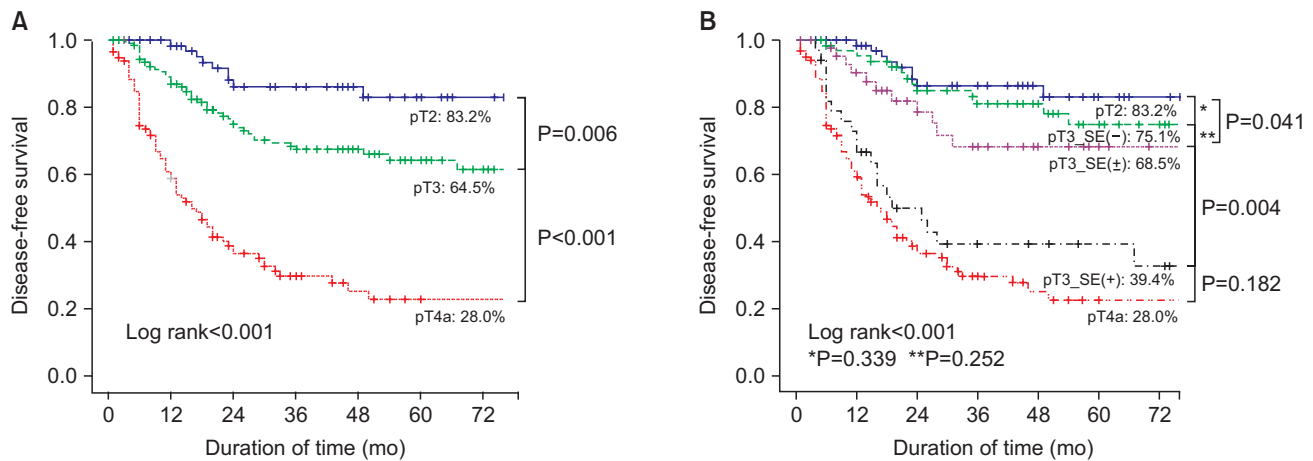 A
Disease-free survival
1.0
0.8
0.6
0.4
0.2
0.0
pT2: 83.2%
pT3: 64.5%
pT4a: 28.0%
P=0.006
P<0.001
Log rank<0.001
0 12 24 36 48 60 72
Duration of time (mo)
B
Disease-free survival
1.0
0.8
0.6
0.4
0.2
0.0
pT2: 83.2%
pT3_SE(−): 75.1%
pT3_SE(±): 68.5%
pT3_SE(+): 39.4%
pT4a: 28.0%
*
**
P=0.041
P=0.004
P=0.182
Log rank<0.001
*P=0.339 **P=0.252
0 12 24 36 48 60 72
Duration of time (mo)